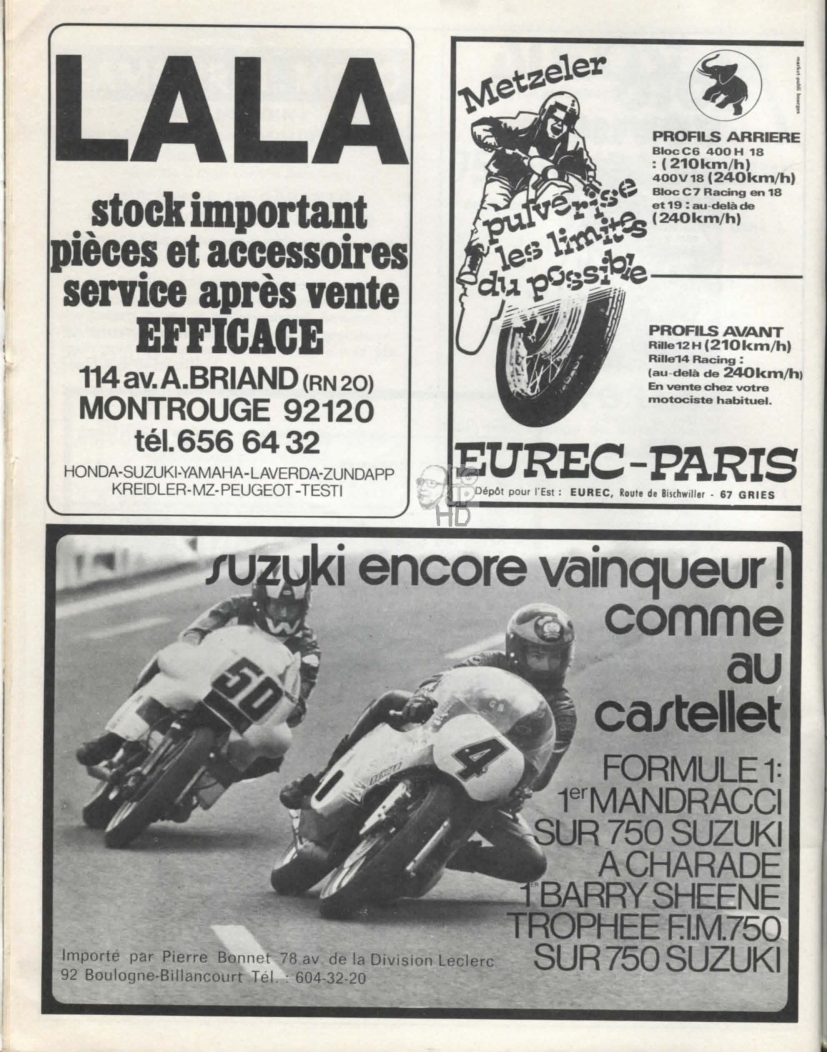 LALA
stock important
pièces et accessoires
service après vente
EFFICACE
114 av. A. BRIAND (RN 20)
MONTROUGE 92120
tél. 656 64 32
HONDA-SUZUKI-YAMAHA-LAVERDA-ZUNDAPP
KREIDLER-MZ-PEUGEOT-TESTI
Metzeler
pulvérise
les limites
du possible
PROFILS ARRIERE
Bloc C6 400 H 18
: (210km/h)
400 V 18 (240km/h)
Bloc C7 Racing en 18
et 19 : au-delà de
(240km/h)
PROFILS AVANT
Rille 12 H (210km/h)
Rille 14 Racing :
(au-delà de 240km/h)
En vente chez votre
motociste habituel.
EUREC-PARIS
Dépôt pour l'Est : EUREC, Route de Bischwiller - 67 GRIES
HD
suzuki encore vainqueur !
comme
au
castellet
50
4
FORMULE 1:
1er MANDRACCI
SUR 750 SUZUKI
A CHARADE
1 BARRY SHEENE
TROPHEE F.I.M. 750
SUR 750 SUZUKI
Importé par Pierre Bonnet 78 av. de la Division Leclerc
92 Boulogne-Billancourt Tél. : 604-32-20